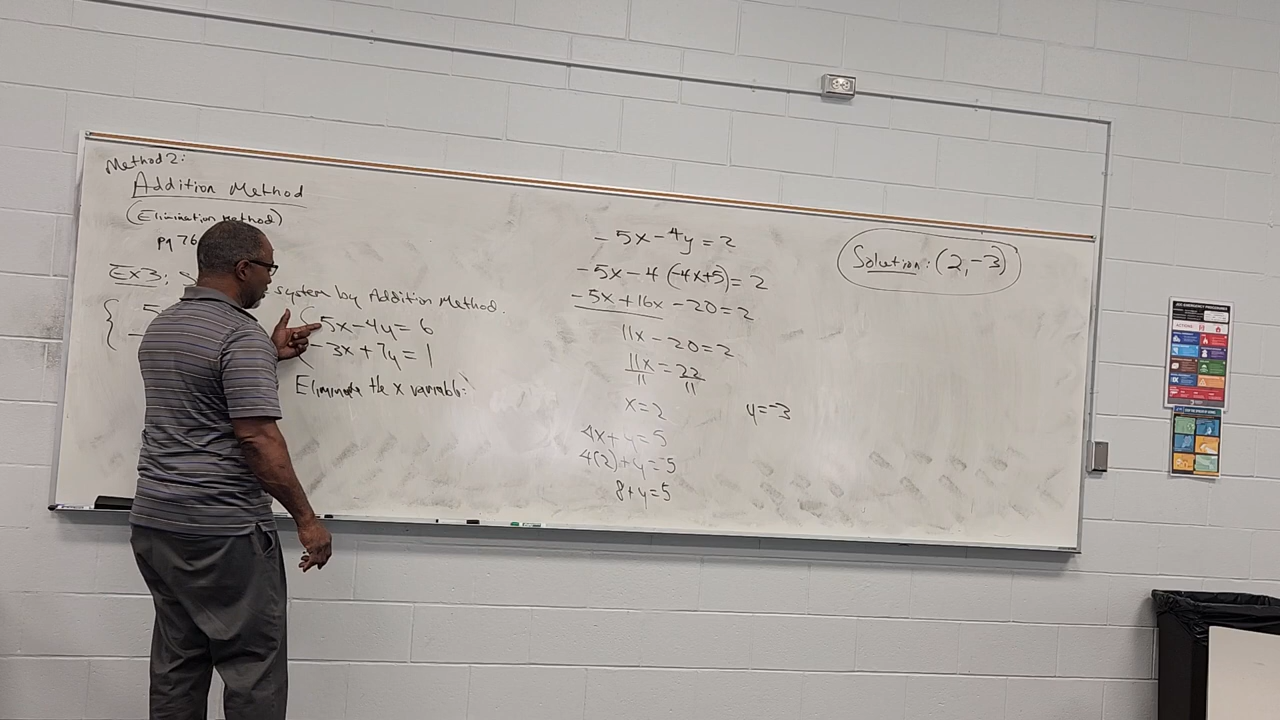 Method 2:
Addition Method
(Elimination Method)
pg 76
Ex3:
system by Addition Method.
5x-4y=6
-3x+7y=1
Eliminate the x variable:
-5x-4y=2
-5x-4(-4x+5)=2
-5x+16x-20=2
11x-20=2
11x/11=22/11
x=2
y=-3
4x+y=5
4(2)+y=5
8+y=5
Solution: (2,-3)